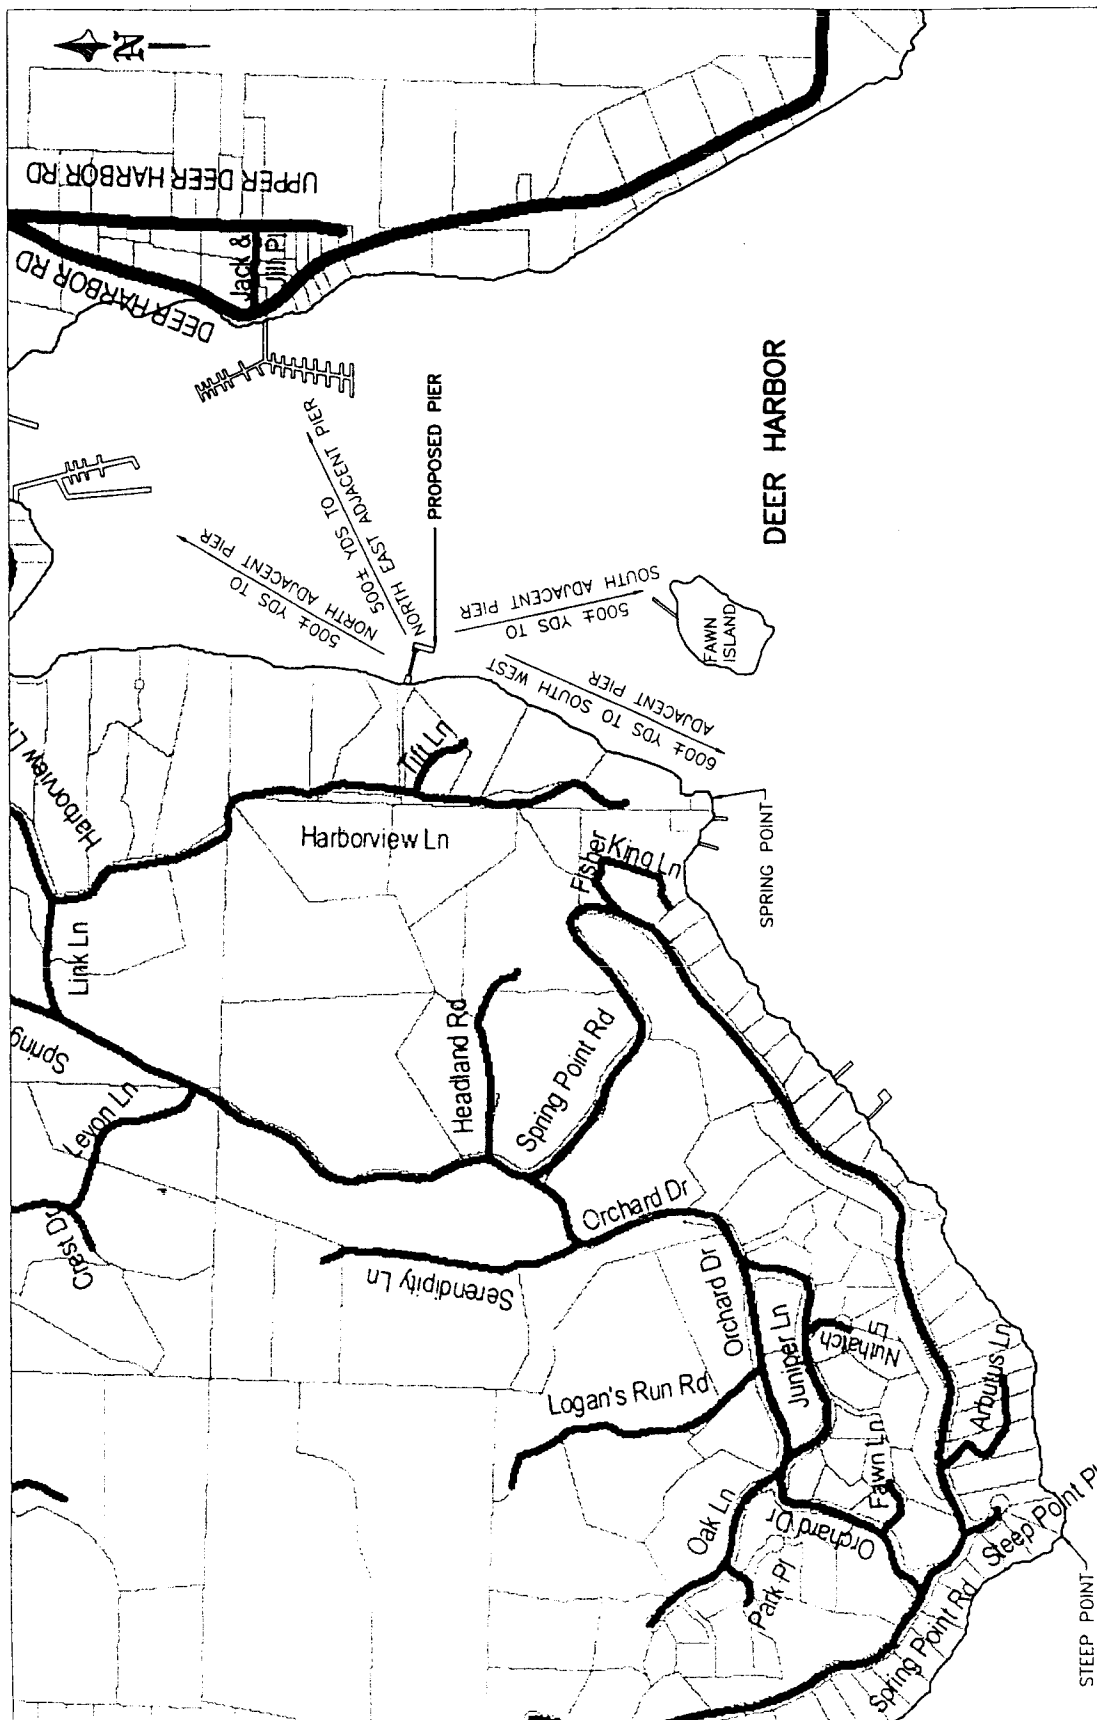 N
UPPER DEER HARBOR RD
DEER HARBOR RD
Jack &
Jill Pl
500± YDS TO
NORTH EAST ADJACENT PIER
500± YDS TO
NORTH ADJACENT PIER
PROPOSED PIER
500± YDS TO
SOUTH ADJACENT PIER
600± YDS TO SOUTH WEST
ADJACENT PIER
DEER HARBOR
FAWN
ISLAND
Harborview Ln
Tift Ln
Harborview Ln
Fisher
King Ln
SPRING POINT
Link Ln
Spring
Levon Ln
Crest Dr
Headland Rd
Spring Point Rd
Orchard Dr
Serendipity Ln
Orchard Dr
Juniper Ln
Nuthatch
Ln
Logan's Run Rd
Arbutus Ln
Fawn Ln
Oak Ln
Orchard Dr
Park Pl
Steep Point
Spring Point Rd
STEEP POINT